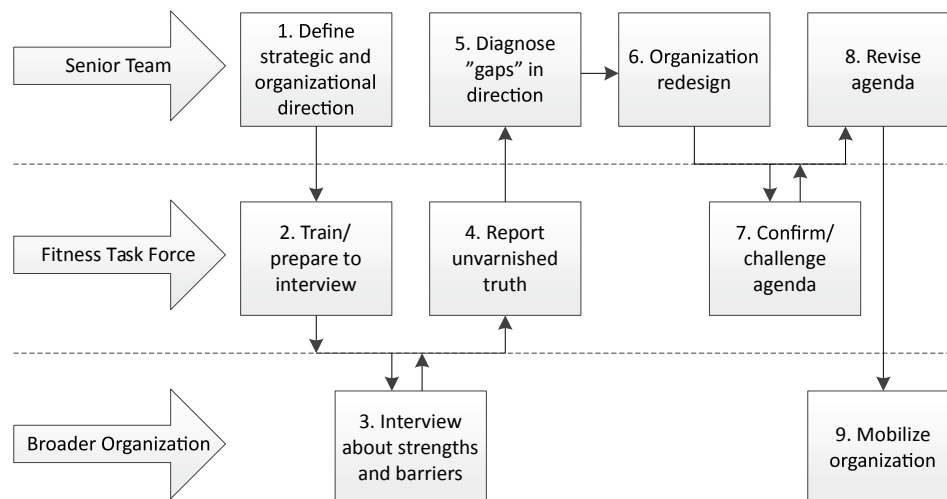 Senior Team
1. Define
strategic and
organizational
direction
5. Diagnose
”gaps” in
direction
6. Organization
redesign
8. Revise
agenda
Fitness Task Force
2. Train/
prepare to
interview
4. Report
unvarnished
truth
7. Confirm/
challenge
agenda
Broader Organization
3. Interview
about strengths
and barriers
9. Mobilize
organization